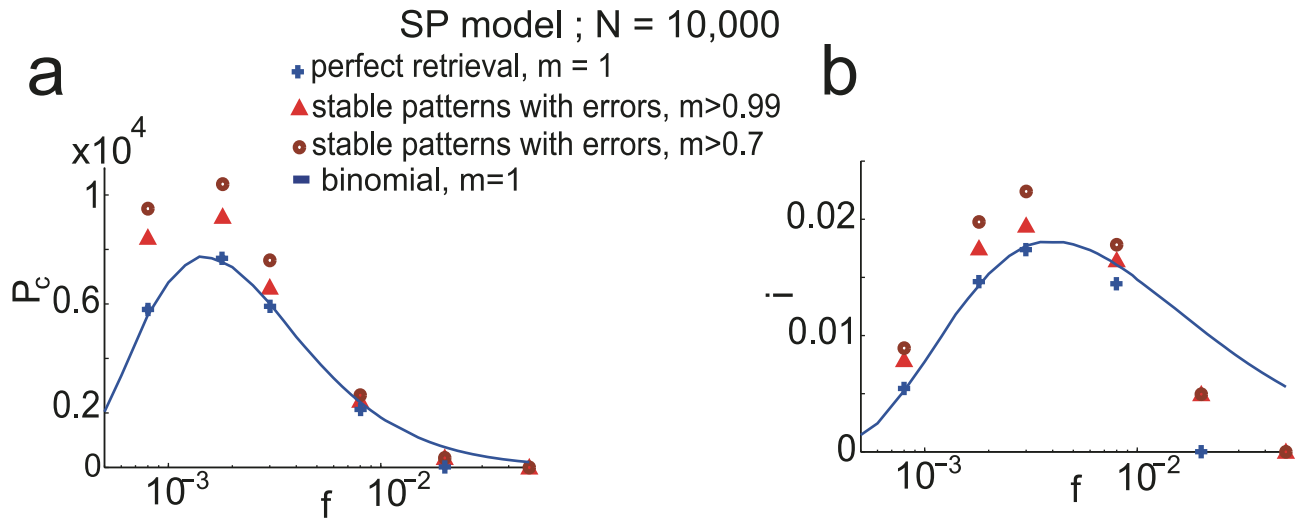 SP model ; N = 10,000
a
b
perfect retrieval, m = 1
stable patterns with errors, m>0.99
stable patterns with errors, m>0.7
binomial, m=1
x10⁴
1
0.6
0.2
0
P_c
10⁻³
10⁻²
f
0.02
0.01
0
i
10⁻³
10⁻²
f